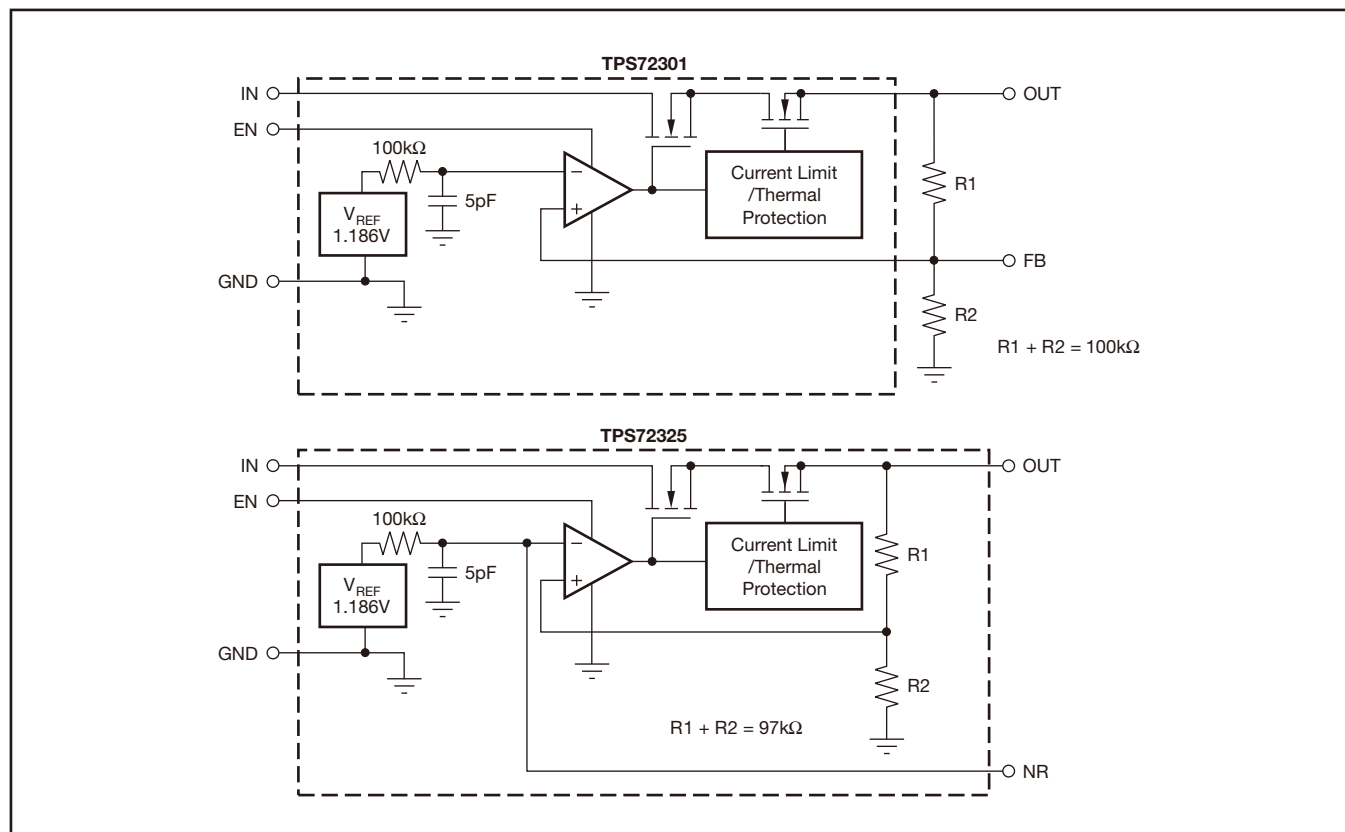 TPS72301
IN
OUT
EN
100kΩ
5pF
V_REF
1.186V
−
+
Current Limit
/Thermal
Protection
R1
FB
GND
R2
R1 + R2 = 100kΩ
TPS72325
IN
OUT
EN
100kΩ
5pF
V_REF
1.186V
−
+
Current Limit
/Thermal
Protection
R1
GND
R2
R1 + R2 = 97kΩ
NR